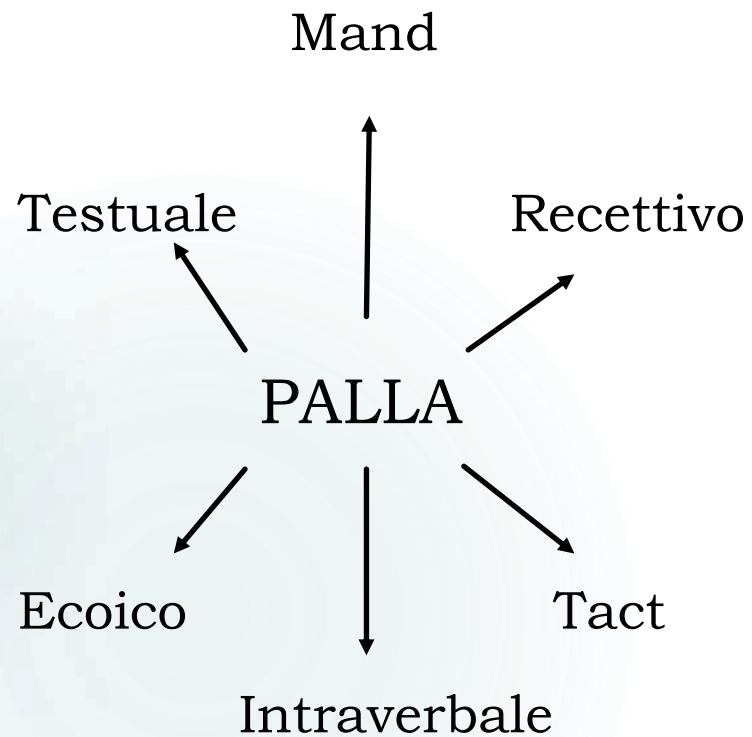 Mand
Testuale
Recettivo
PALLA
Ecoico
Tact
Intraverbale